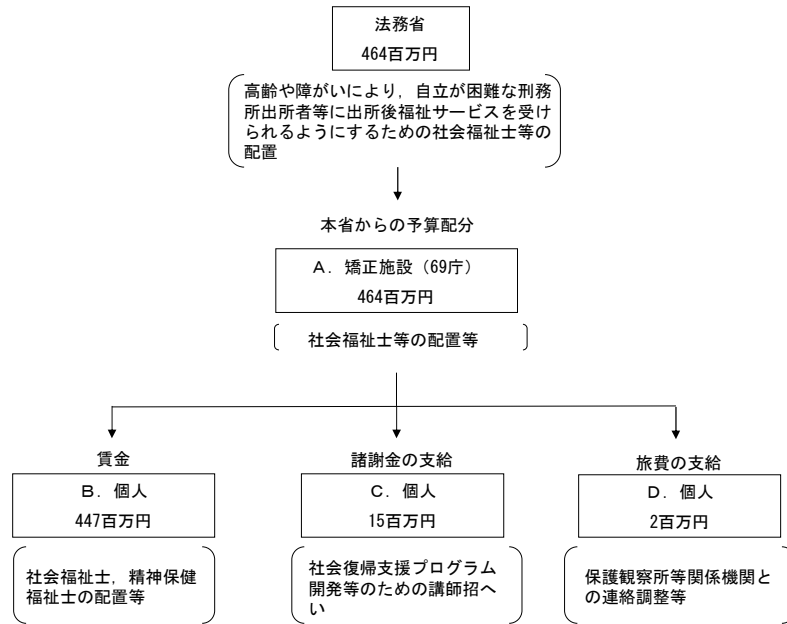 法務省
464百万円
高齢や障がいにより，自立が困難な刑務
所出所者等に出所後福祉サービスを受け
られるようにするための社会福祉士等の
配置
本省からの予算配分
Ａ．矯正施設（69庁）
464百万円
社会福祉士等の配置等
賃金
Ｂ．個人
447百万円
社会福祉士，精神保健
福祉士の配置等
諸謝金の支給
Ｃ．個人
15百万円
社会復帰支援プログラム
開発等のための講師招へ
い
旅費の支給
Ｄ．個人
2百万円
保護観察所等関係機関と
の連絡調整等